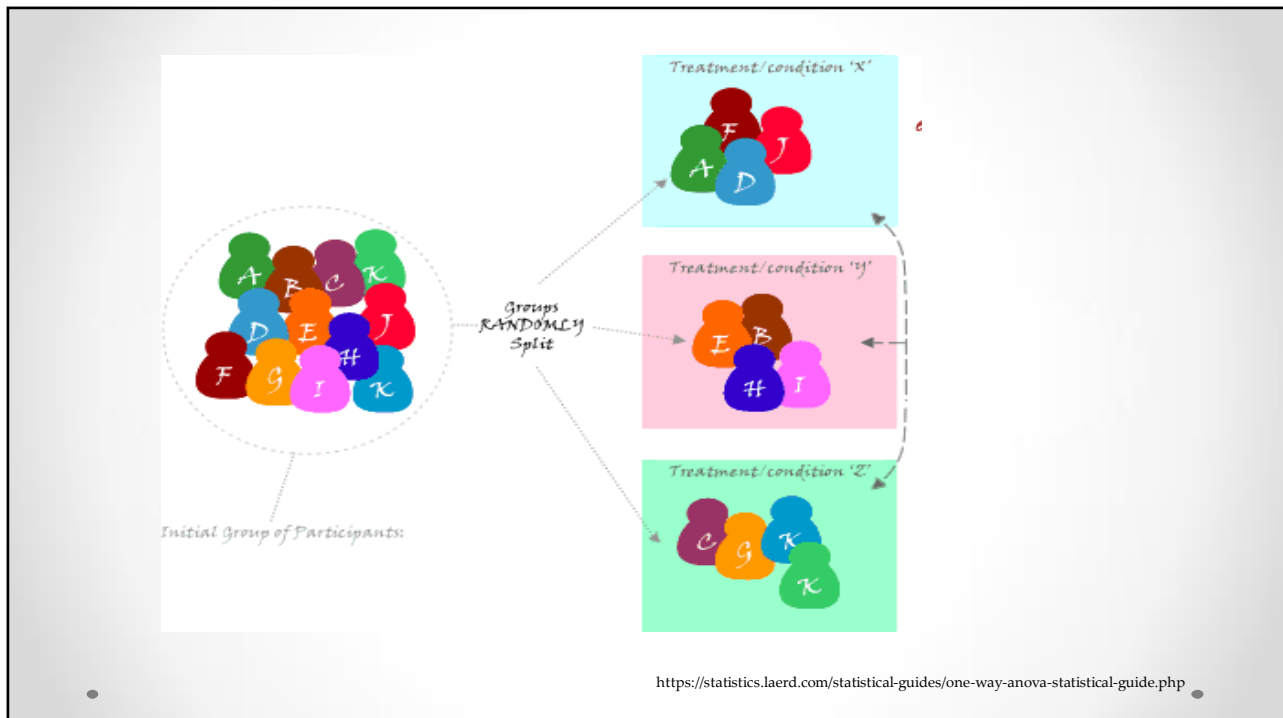 Treatment/condition 'X'
F
J
A
D
A
B
C
K
D
E
J
H
F
G
I
K
Groups
RANDOMLY
Split
Treatment/condition 'Y'
E
B
H
I
Treatment/condition 'Z'
C
G
K
K
Initial Group of Participants:
https://statistics.laerd.com/statistical-guides/one-way-anova-statistical-guide.php